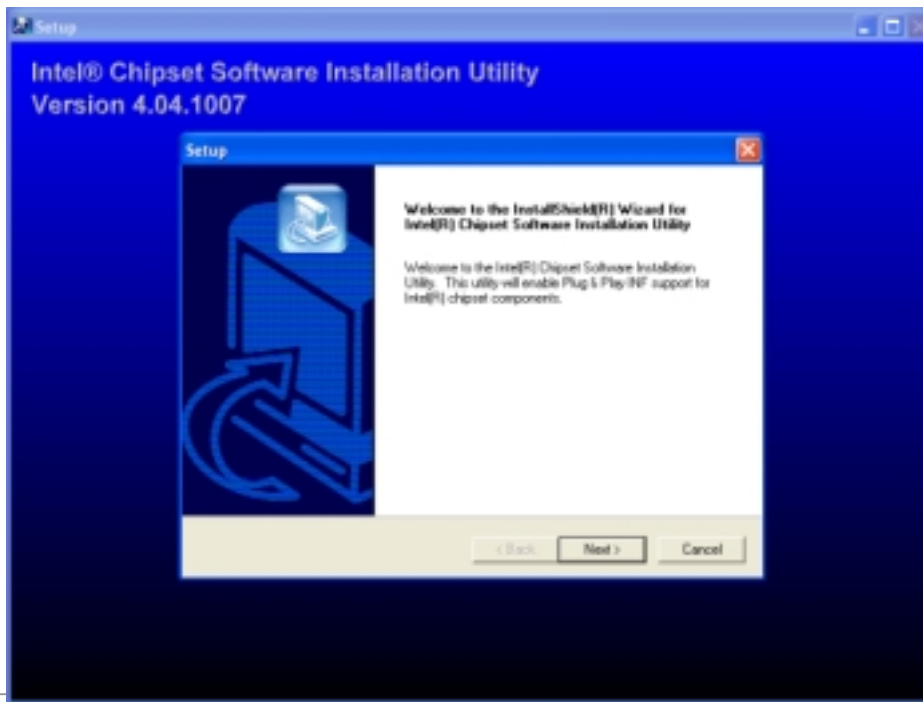 Setup
Intel® Chipset Software Installation Utility
Version 4.04.1007
Setup
Welcome to the InstallShield(R) Wizard for
Intel(R) Chipset Software Installation Utility
Welcome to the Intel(R) Chipset Software Installation
Utility. This utility will enable Plug & Play INF support for
Intel(R) chipset components.
< Back
Next >
Cancel